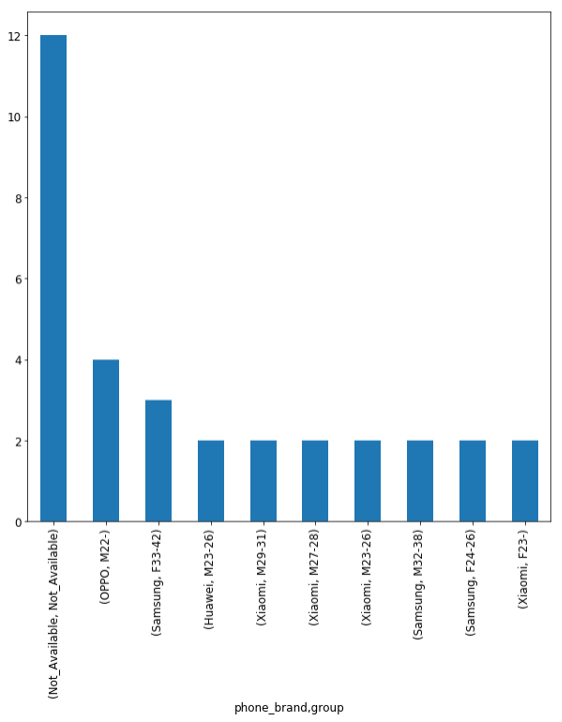 12
10
8
6
4
2
0
(Not_Available, Not_Available)
(OPPO, M22-)
(Samsung, F33-42)
(Huawei, M23-26)
(Xiaomi, M29-31)
(Xiaomi, M27-28)
(Xiaomi, M23-26)
(Samsung, M32-38)
(Samsung, F24-26)
(Xiaomi, F23-)
phone_brand,group